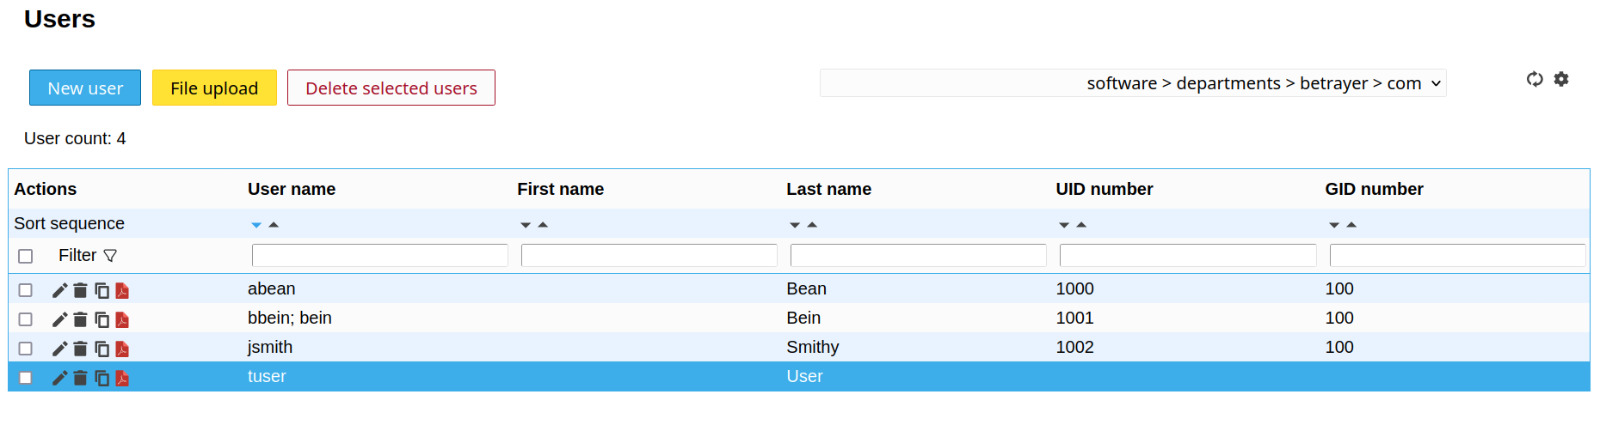 Users
New user File upload Delete selected users software > departments > betrayer > com
User count: 4
Actions User name First name Last name UID number GID number
Sort sequence
Filter
abean Bean 1000 100
bbein; bein Bein 1001 100
jsmith Smithy 1002 100
tuser User